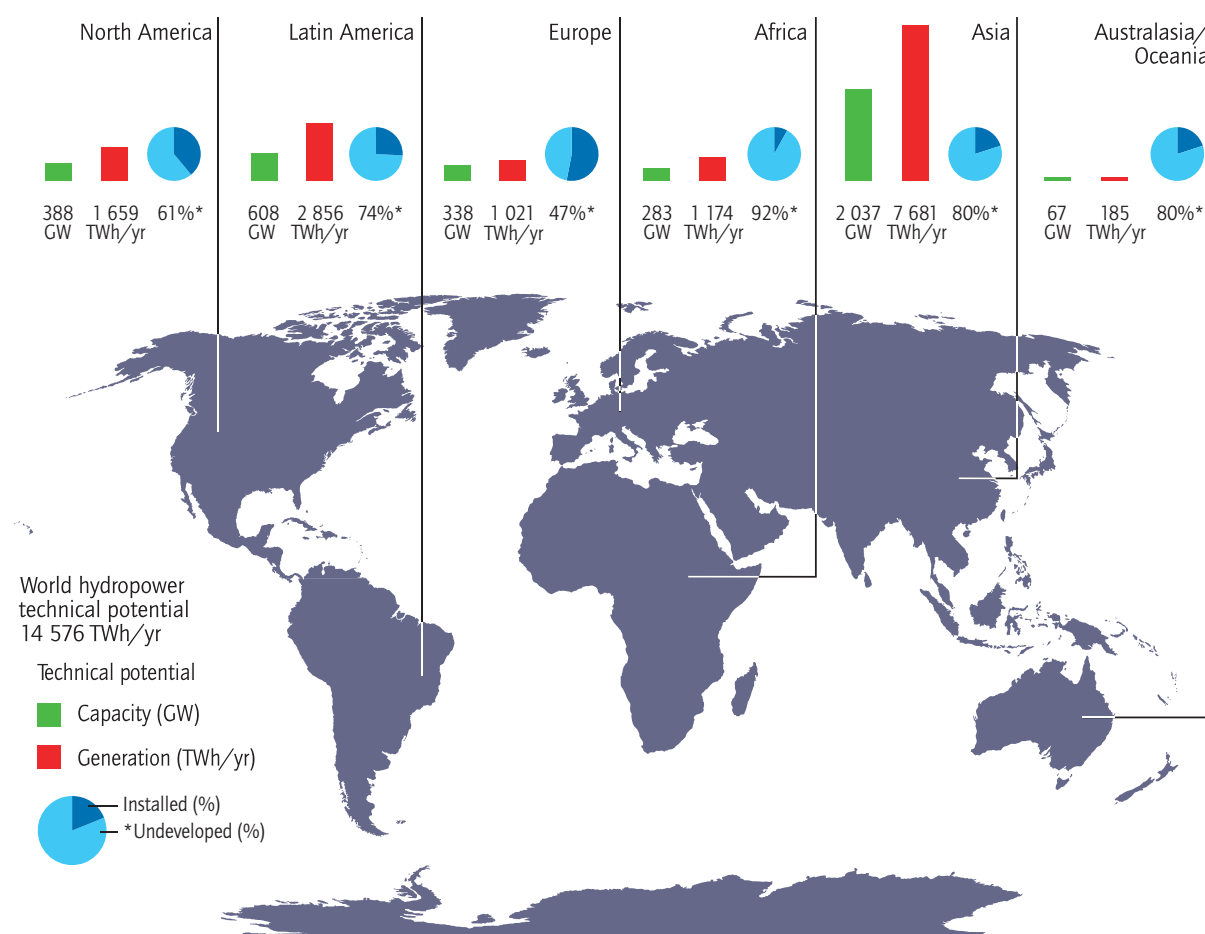 North America
388
GW
1 659
TWh/yr
61%*
Latin America
608
GW
2 856
TWh/yr
74%*
Europe
338
GW
1 021
TWh/yr
47%*
Africa
283
GW
1 174
TWh/yr
92%*
Asia
2 037
GW
7 681
TWh/yr
80%*
Australasia/
Oceania
67
GW
185
TWh/yr
80%*
World hydropower
technical potential
14 576 TWh/yr
Technical potential
Capacity (GW)
Generation (TWh/yr)
Installed (%)
*Undeveloped (%)